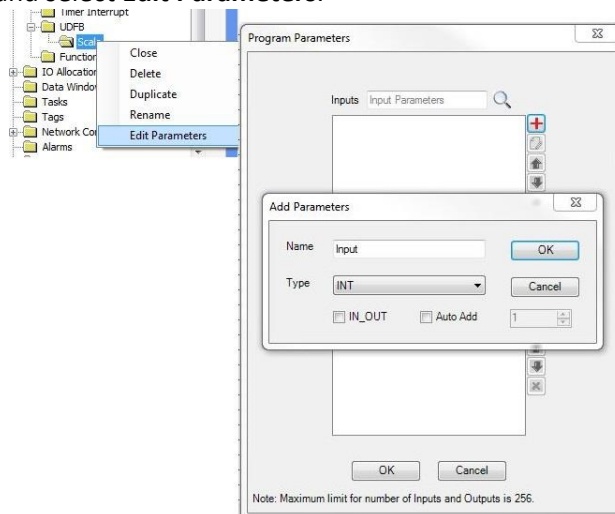 and select Edit Parameters.
Timer Interrupt
UDFB
Scale
Function
IO Allocation
Data Window
Tasks
Tags
Network Con
Alarms
Close
Delete
Duplicate
Rename
Edit Parameters
Program Parameters
Inputs Input Parameters
Add Parameters
Name Input OK
Type INT Cancel
IN_OUT Auto Add 1
OK Cancel
Note: Maximum limit for number of Inputs and Outputs is 256.